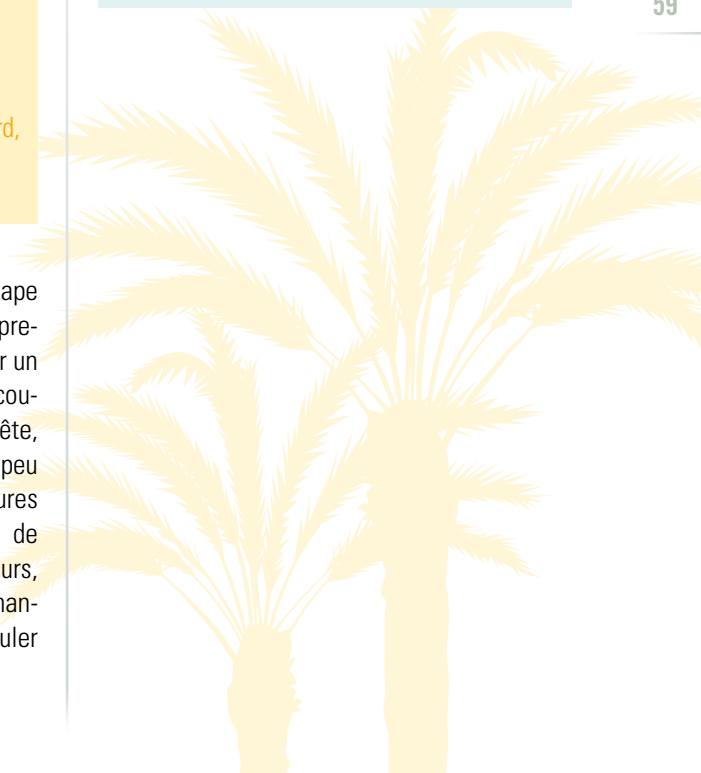 59
rd,
ape
pre-
r un
cou-
ête,
peu
ures
de
urs,
nan-
uler